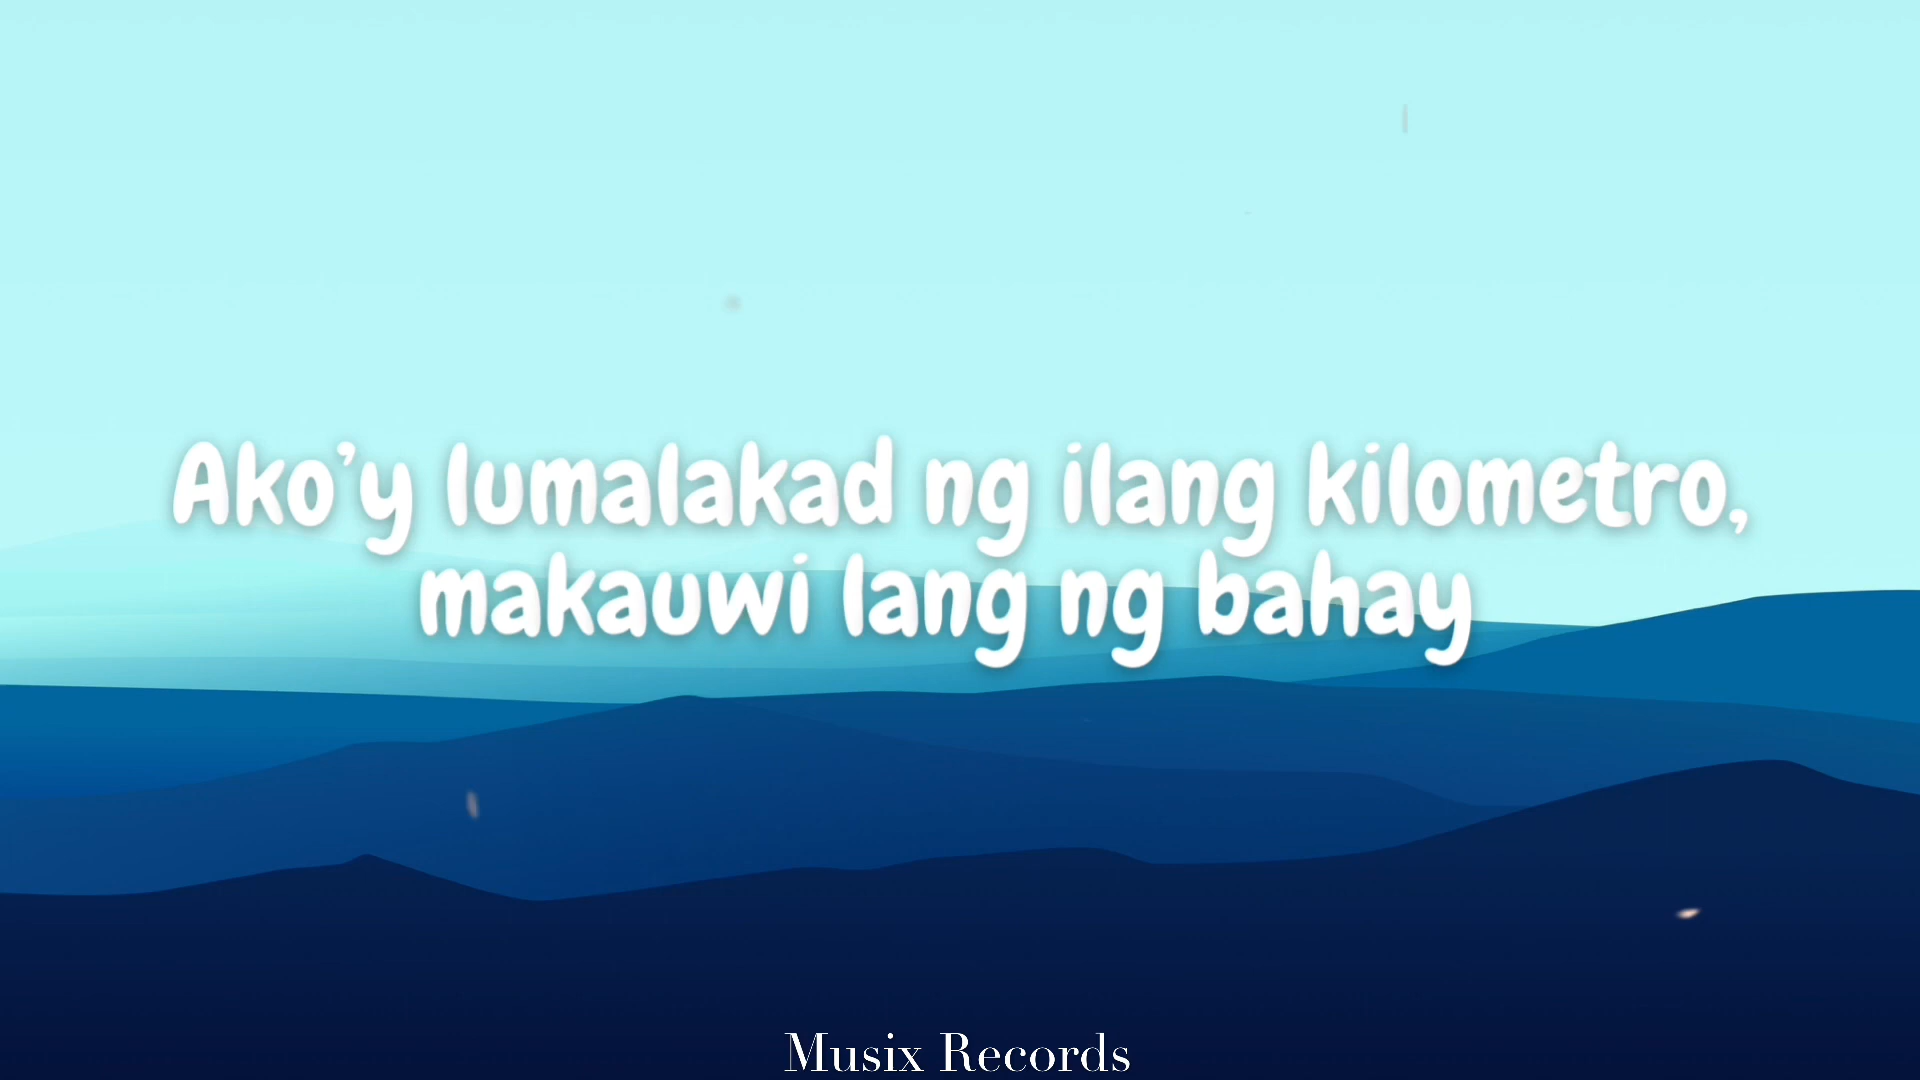 Ako’y lumalakad ng ilang kilometro,
makauwi lang ng bahay
Musix Records